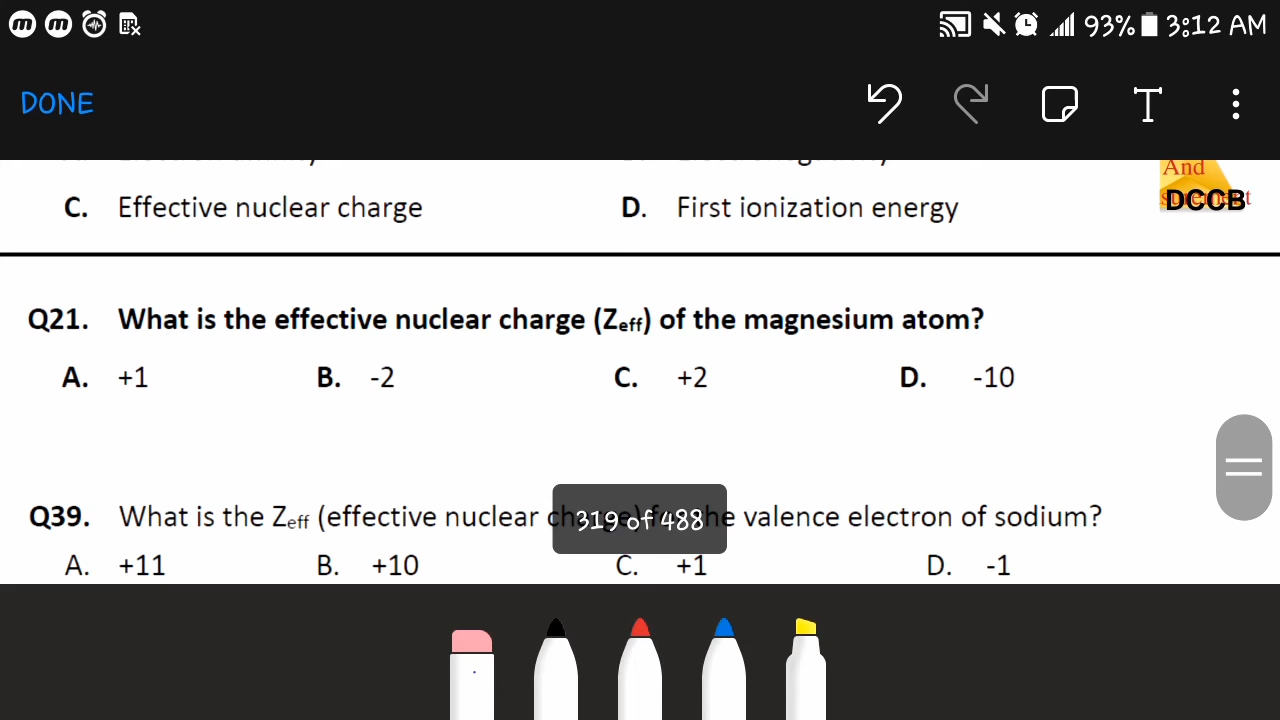 93% 3:12 AM
DONE T
And
C. Effective nuclear charge D. First ionization energy
DCCB
Q21. What is the effective nuclear charge (Zeff) of the magnesium atom?
A. +1 B. -2 C. +2 D. -10
Q39. What is the Zeff (effective nuclear he valence electron of sodium?
319 of 488
A. +11 B. +10 C. +1 D. -1